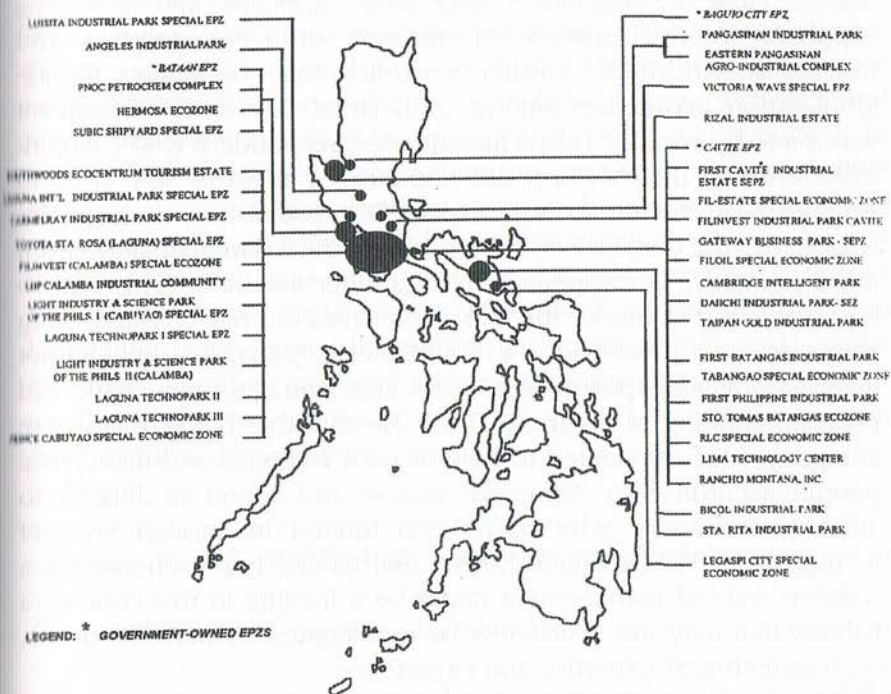 LUISITA INDUSTRIAL PARK SPECIAL EPZ
ANGELES INDUSTRIAL PARK
* BATAAN EPZ
PNOC PETROCHEM COMPLEX
HERMOSA ECOZONE
SUBIC SHIPYARD SPECIAL EPZ
ECOCENTRUM TOURISM ESTATE
INT'L INDUSTRIAL PARK SPECIAL EPZ
INDUSTRIAL PARK SPECIAL EPZ
TOYOTA STA. ROSA (LAGUNA) SPECIAL EPZ
FILINVEST (CALAMBA) SPECIAL ECOZONE
CALAMBA INDUSTRIAL COMMUNITY
LIGHT INDUSTRY & SCIENCE PARK
OF THE PHILS I (CABUYAO) SPECIAL EPZ
LAGUNA TECHNOPARK SPECIAL EPZ
LIGHT INDUSTRY & SCIENCE PARK
OF THE PHILS II (CALAMBA)
LAGUNA TECHNOPARK II
LAGUNA TECHNOPARK III
CABUYAO SPECIAL ECONOMIC ZONE
* BAGUIO CITY EPZ
PANGASINAN INDUSTRIAL PARK
WESTERN PANGASINAN
AGRO-INDUSTRIAL COMPLEX
VICTORIA WAVE SPECIAL EPZ
RIZAL INDUSTRIAL ESTATE
* CAVITE EPZ
FIRST CAVITE INDUSTRIAL
ESTATE SEPZ
FIL-ESTATE SPECIAL ECONOMIC ZONE
FILINVEST INDUSTRIAL PARK CAVITE
GATEWAY BUSINESS PARK - SEPZ
FILOIL SPECIAL ECONOMIC ZONE
CAMBRIDGE INTELLIGENT PARK
DAIICHI INDUSTRIAL PARK- SEZ
TAIPAN GOLD INDUSTRIAL PARK
FIRST BATANGAS INDUSTRIAL PARK
TABANGAO SPECIAL ECONOMIC ZONE
FIRST PHILIPPINE INDUSTRIAL PARK
STO. TOMAS BATANGAS ECOZONE
RLC SPECIAL ECONOMIC ZONE
LIMA TECHNOLOGY CENTER
RANCHO MONTANA, INC.
BICOL INDUSTRIAL PARK
STA. RITA INDUSTRIAL PARK
LEGASPI CITY SPECIAL
ECONOMIC ZONE
LEGEND: * GOVERNMENT-OWNED EPZS